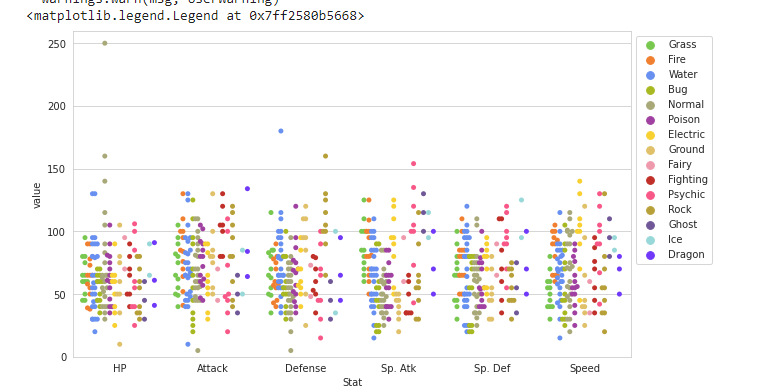 warnings.warn(msg, UserWarning)
<matplotlib.legend.Legend at 0x7ff2580b5668>
250
200
150
100
50
0
value
HP Attack Defense Sp. Atk Sp. Def Speed
Stat
Grass
Fire
Water
Bug
Normal
Poison
Electric
Ground
Fairy
Fighting
Psychic
Rock
Ghost
Ice
Dragon